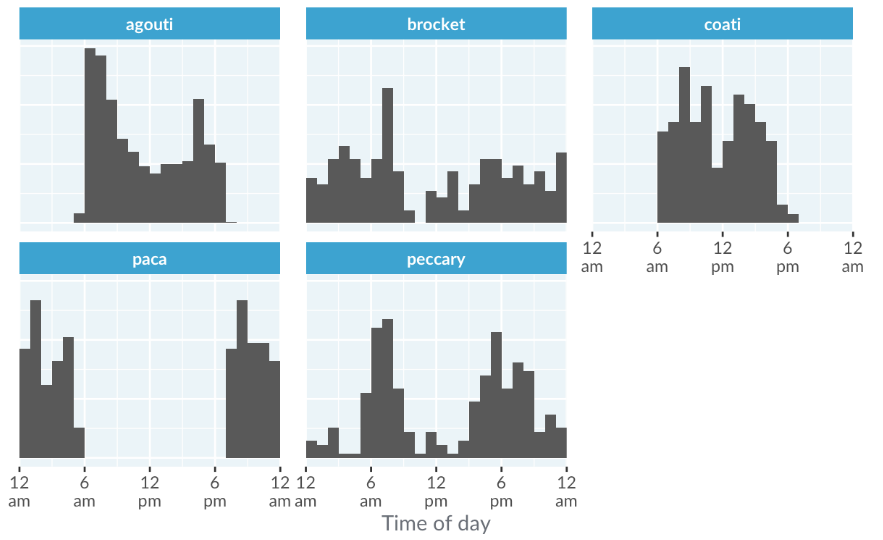 agouti
brocket
coati
12 6 12 6 12
am am pm pm am
paca
peccary
12 6 12 6 12 6 12 6 12
am am pm pm am am am pm pm am
Time of day